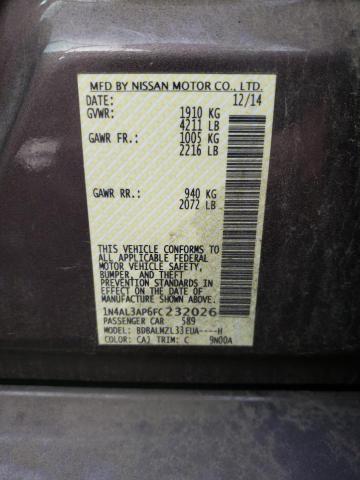 MFD BY NISSAN MOTOR CO., LTD.
DATE: 12/14
GVWR: 1910 KG
4211 LB
GAWR FR: 1005 KG
2216 LB
GAWR RR: 940 KG
2072 LB
THIS VEHICLE CONFORMS TO
ALL APPLICABLE FEDERAL
MOTOR VEHICLE SAFETY,
BUMPER, AND THEFT
PREVENTION STANDARDS IN
EFFECT ON THE DATE OF
MANUFACTURE SHOWN ABOVE.
1N4AL3AP6FC232026
PASSENGER CAR 589
MODEL: BDBALMZL33EUA----H
COLOR: CAJ TRIM: C 9N00A